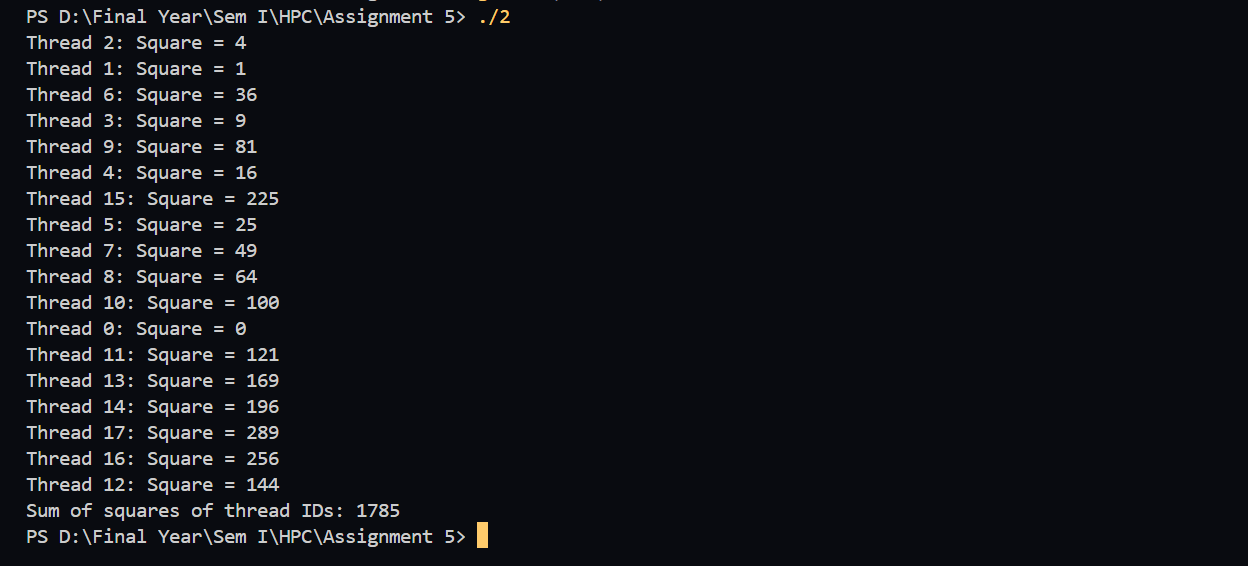 PS D:\Final Year\Sem I\HPC\Assignment 5> ./2
Thread 2: Square = 4
Thread 1: Square = 1
Thread 6: Square = 36
Thread 3: Square = 9
Thread 9: Square = 81
Thread 4: Square = 16
Thread 15: Square = 225
Thread 5: Square = 25
Thread 7: Square = 49
Thread 8: Square = 64
Thread 10: Square = 100
Thread 0: Square = 0
Thread 11: Square = 121
Thread 13: Square = 169
Thread 14: Square = 196
Thread 17: Square = 289
Thread 16: Square = 256
Thread 12: Square = 144
Sum of squares of thread IDs: 1785
PS D:\Final Year\Sem I\HPC\Assignment 5>